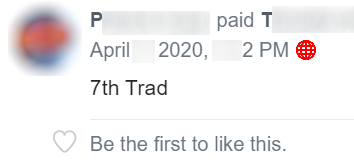 P paid T
April 2020, 2 PM
7th Trad
Be the first to like this.